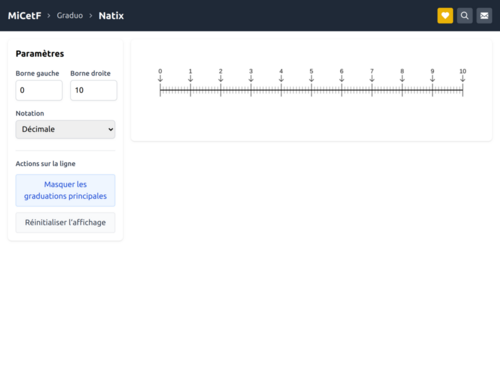 MiCetF > Graduo > Natix
Paramètres
Borne gauche Borne droite
0 10
Notation
Décimale
Actions sur la ligne
Masquer les
graduations principales
Réinitialiser l'affichage
0 1 2 3 4 5 6 7 8 9 10